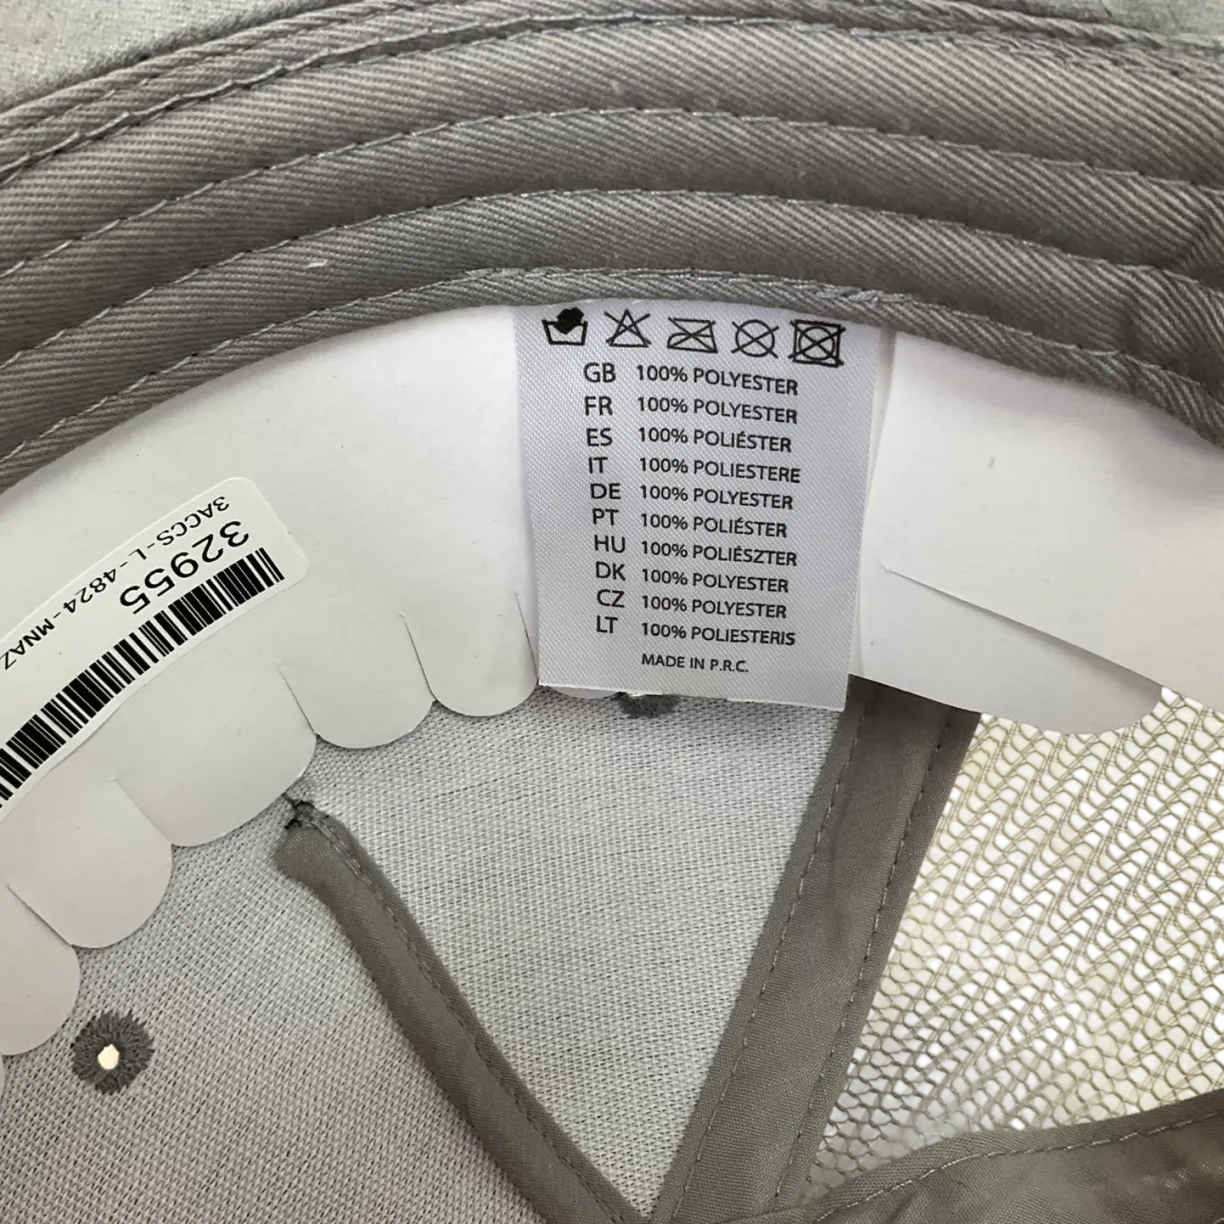 GB 100% POLYESTER
FR 100% POLYESTER
ES 100% POLIÉSTER
IT 100% POLIESTERE
DE 100% POLYESTER
PT 100% POLIÉSTER
HU 100% POLIÉSZTER
DK 100% POLYESTER
CZ 100% POLYESTER
LT 100% POLIESTERIS
MADE IN P.R.C.
32955
3ACCS-L-4824-MNAZ